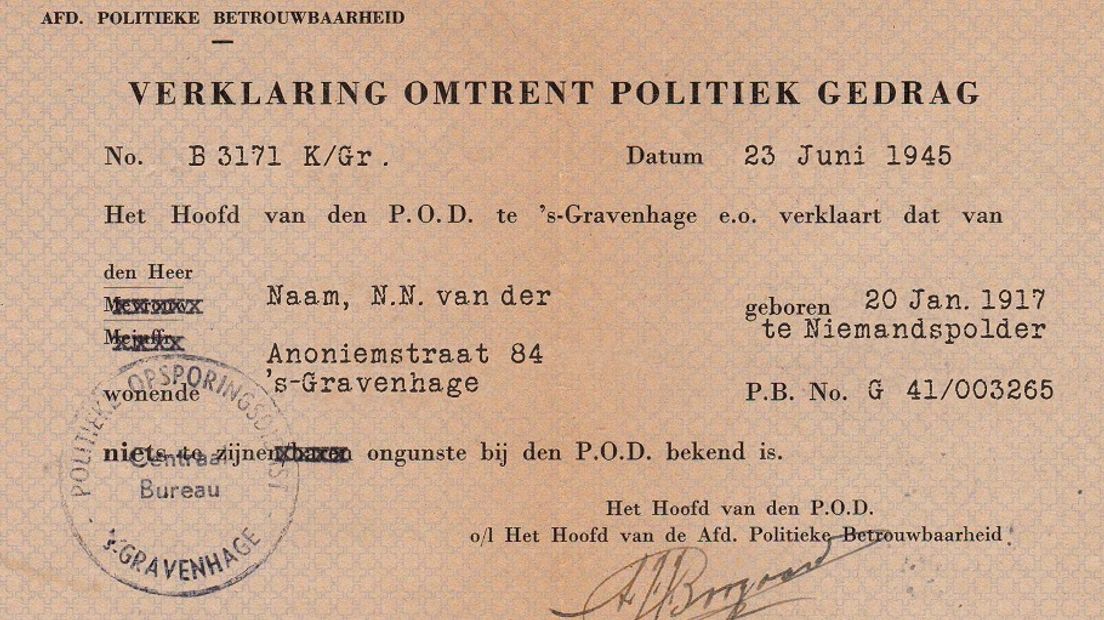 AFD. POLITIEKE BETROUWBAARHEID
VERKLARING OMTRENT POLITIEK GEDRAG
No. B 3171 K/Gr. Datum 23 Juni 1945
Het Hoofd van den P.O.D. te 's-Gravenhage e.o. verklaart dat van
den Heer
Mevrouw Naam, N.N. van der geboren 20 Jan. 1917
te Niemandspolder
Mejuffr.
Anoniemstraat 84
wonende 's-Gravenhage P.B. No. G 41/003265
niets te zijnen/haren ongunste bij den P.O.D. bekend is.
POLITIEKE OPSPORINGSDIENST
Centraal
Bureau
's-GRAVENHAGE
Het Hoofd van den P.O.D.
o/l Het Hoofd van de Afd. Politieke Betrouwbaarheid